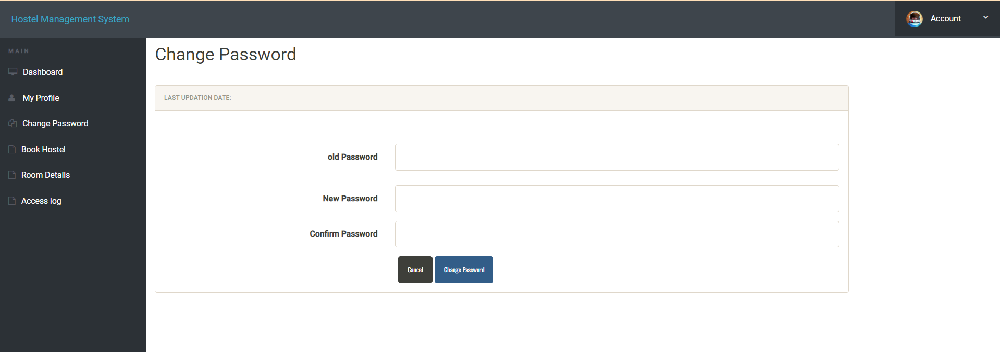 Hostel Management System
Account
MAIN
Dashboard
My Profile
Change Password
Book Hostel
Room Details
Access log
Change Password
LAST UPDATION DATE:
old Password
New Password
Confirm Password
Cancel
Change Password